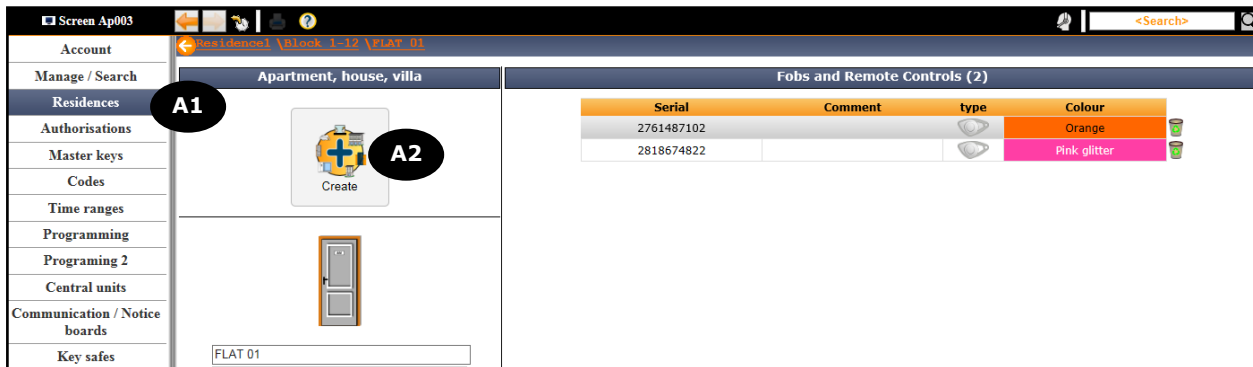 Screen Ap003
<Search>
Account
Residence1 \Block 1-12 \FLAT 01
Manage / Search
Residences
Authorisations
Master keys
Codes
Time ranges
Programming
Programing 2
Central units
Communication / Notice
boards
Key safes
A1
Apartment, house, villa
A2
Create
FLAT 01
Fobs and Remote Controls (2)
Serial Comment type Colour
2761487102 Orange
2818674822 Pink glitter